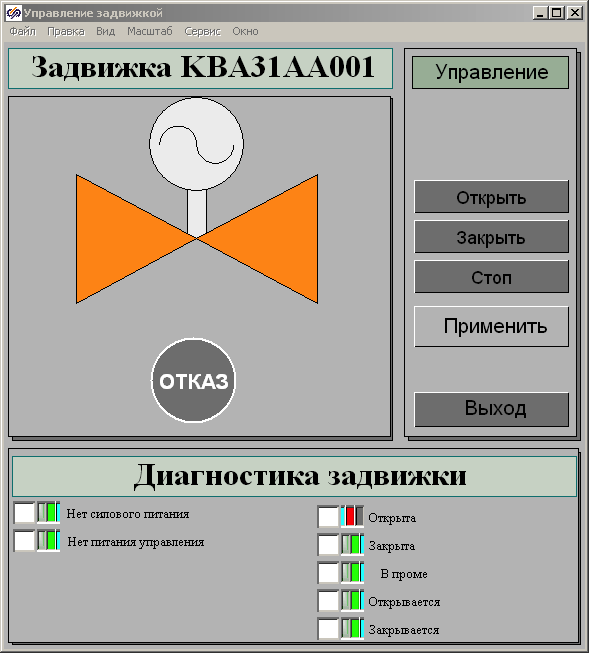 Управление задвижкой
Файл Правка Вид Масштаб Сервис Окно
Задвижка KBA31AA001
ОТКАЗ
Управление
Открыть
Закрыть
Стоп
Применить
Выход
Диагностика задвижки
Нет силового питания
Нет питания управления
Открыта
Закрыта
В проме
Открывается
Закрывается